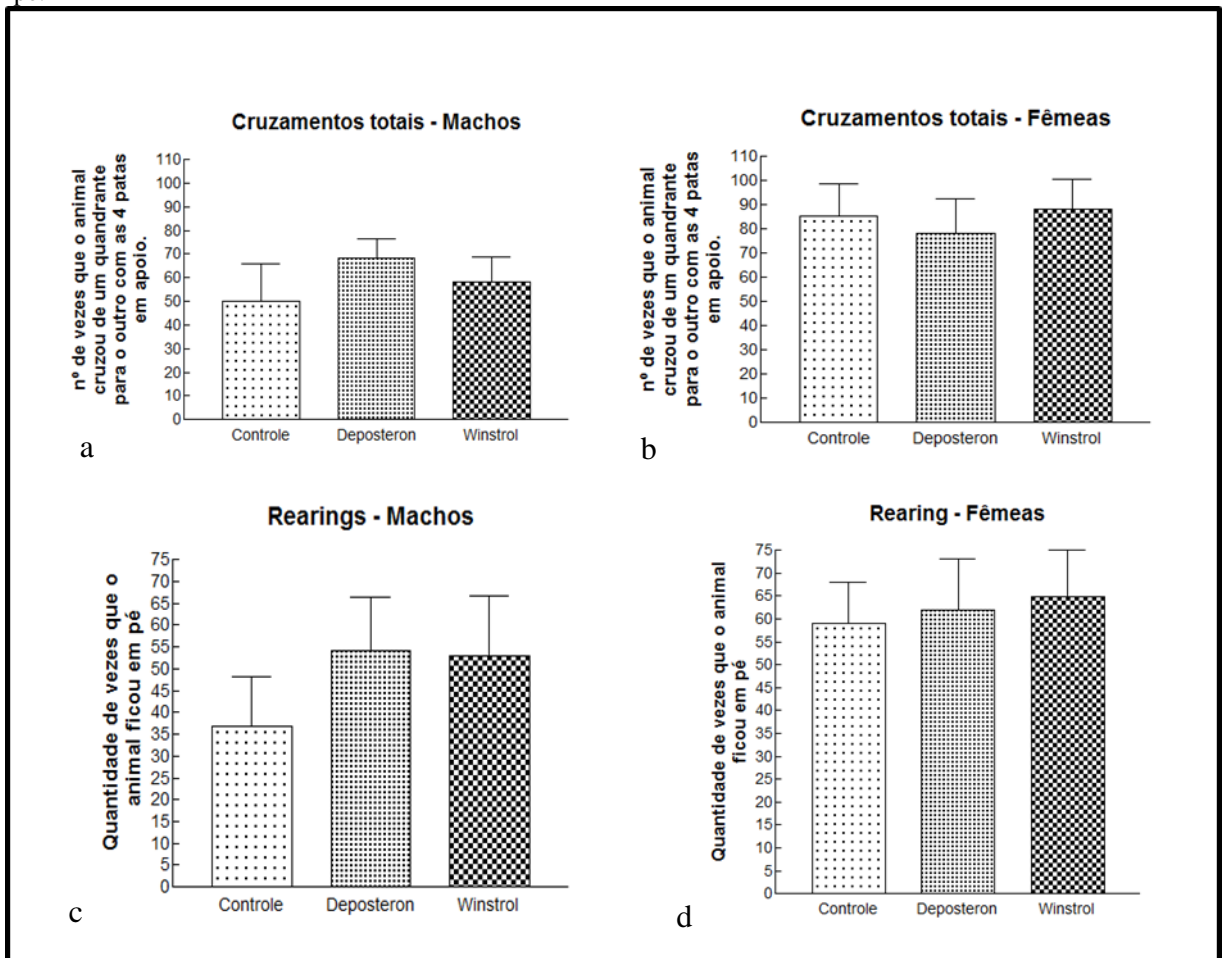 Cruzamentos totais - Machos
nº de vezes que o animal
cruzou de um quandrante
para o outro com as 4 patas
em apoio.
110
100
90
80
70
60
50
40
30
20
10
0
Controle Deposteron Winstrol
a
Cruzamentos totais - Fêmeas
nº de vezes que o animal
cruzou de um quandrante
para o outro com as 4 patas
em apoio.
110
100
90
80
70
60
50
40
30
20
10
0
Controle Deposteron Winstrol
b
Rearings - Machos
Quantidade de vezes que o
animal ficou em pé
75
70
65
60
55
50
45
40
35
30
25
20
15
10
5
0
Controle Deposteron Winstrol
c
Rearing - Fêmeas
Quantidade de vezes que o animal
ficou em pé
75
70
65
60
55
50
45
40
35
30
25
20
15
10
5
0
Controle Deposteron Winstrol
d